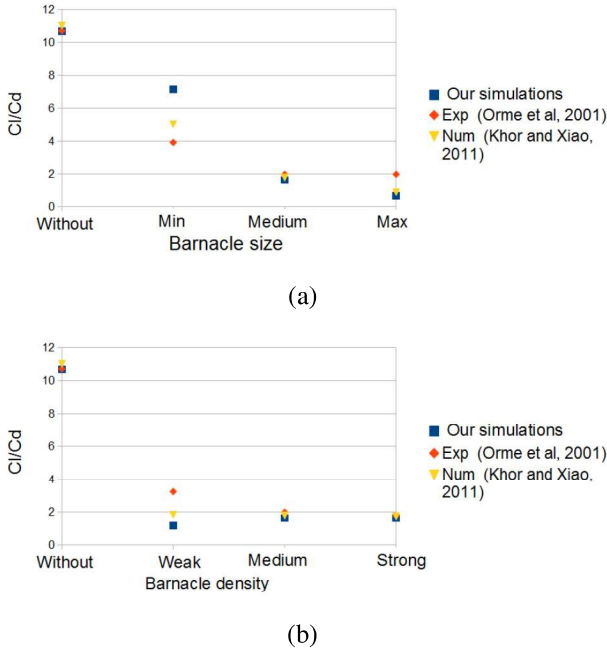 12
10
8
6
4
2
0
Cl/Cd
Without Min Medium Max
Barnacle size
Our simulations
Exp (Orme et al, 2001)
Num (Khor and Xiao,
2011)
(a)
12
10
8
6
4
2
0
Cl/Cd
Without Weak Medium Strong
Barnacle density
Our simulations
Exp (Orme et al, 2001)
Num (Khor and Xiao,
2011)
(b)